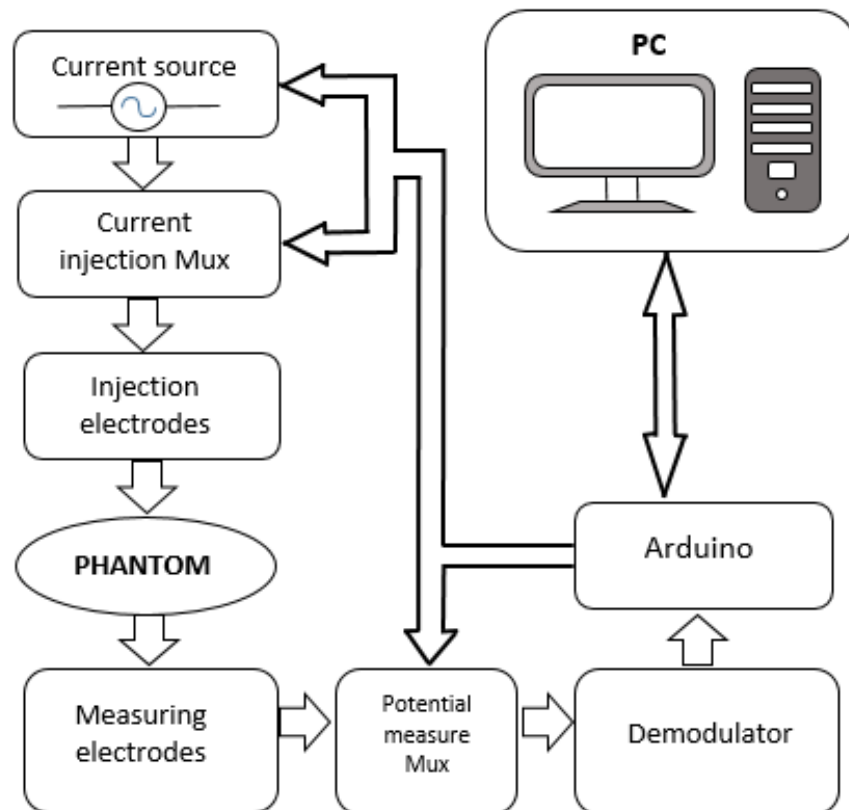 Current source
PC
Current
injection Mux
Injection
electrodes
PHANTOM
Arduino
Measuring
electrodes
Potential
measure
Mux
Demodulator